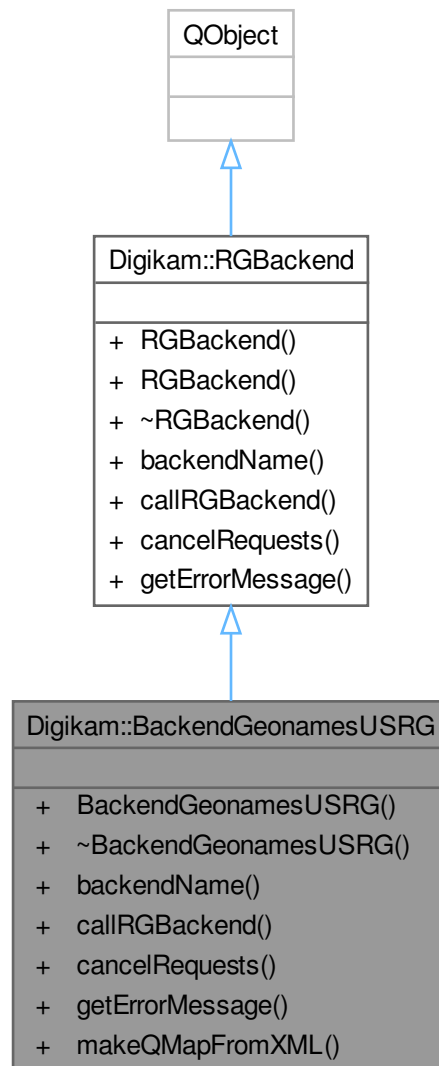 QObject
Digikam::RGBackend
+ RGBackend()
+ RGBackend()
+ ~RGBackend()
+ backendName()
+ callRGBackend()
+ cancelRequests()
+ getErrorMessage()
Digikam::BackendGeonamesUSRG
+ BackendGeonamesUSRG()
+ ~BackendGeonamesUSRG()
+ backendName()
+ callRGBackend()
+ cancelRequests()
+ getErrorMessage()
+ makeQMapFromXML()